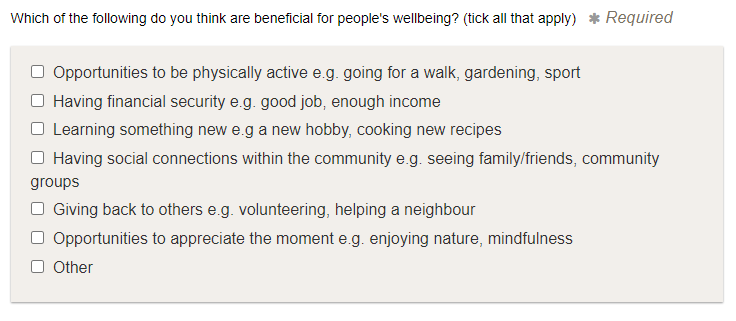 Which of the following do you think are beneficial for people's wellbeing? (tick all that apply) ✱ Required
Opportunities to be physically active e.g. going for a walk, gardening, sport
Having financial security e.g. good job, enough income
Learning something new e.g a new hobby, cooking new recipes
Having social connections within the community e.g. seeing family/friends, community
groups
Giving back to others e.g. volunteering, helping a neighbour
Opportunities to appreciate the moment e.g. enjoying nature, mindfulness
Other